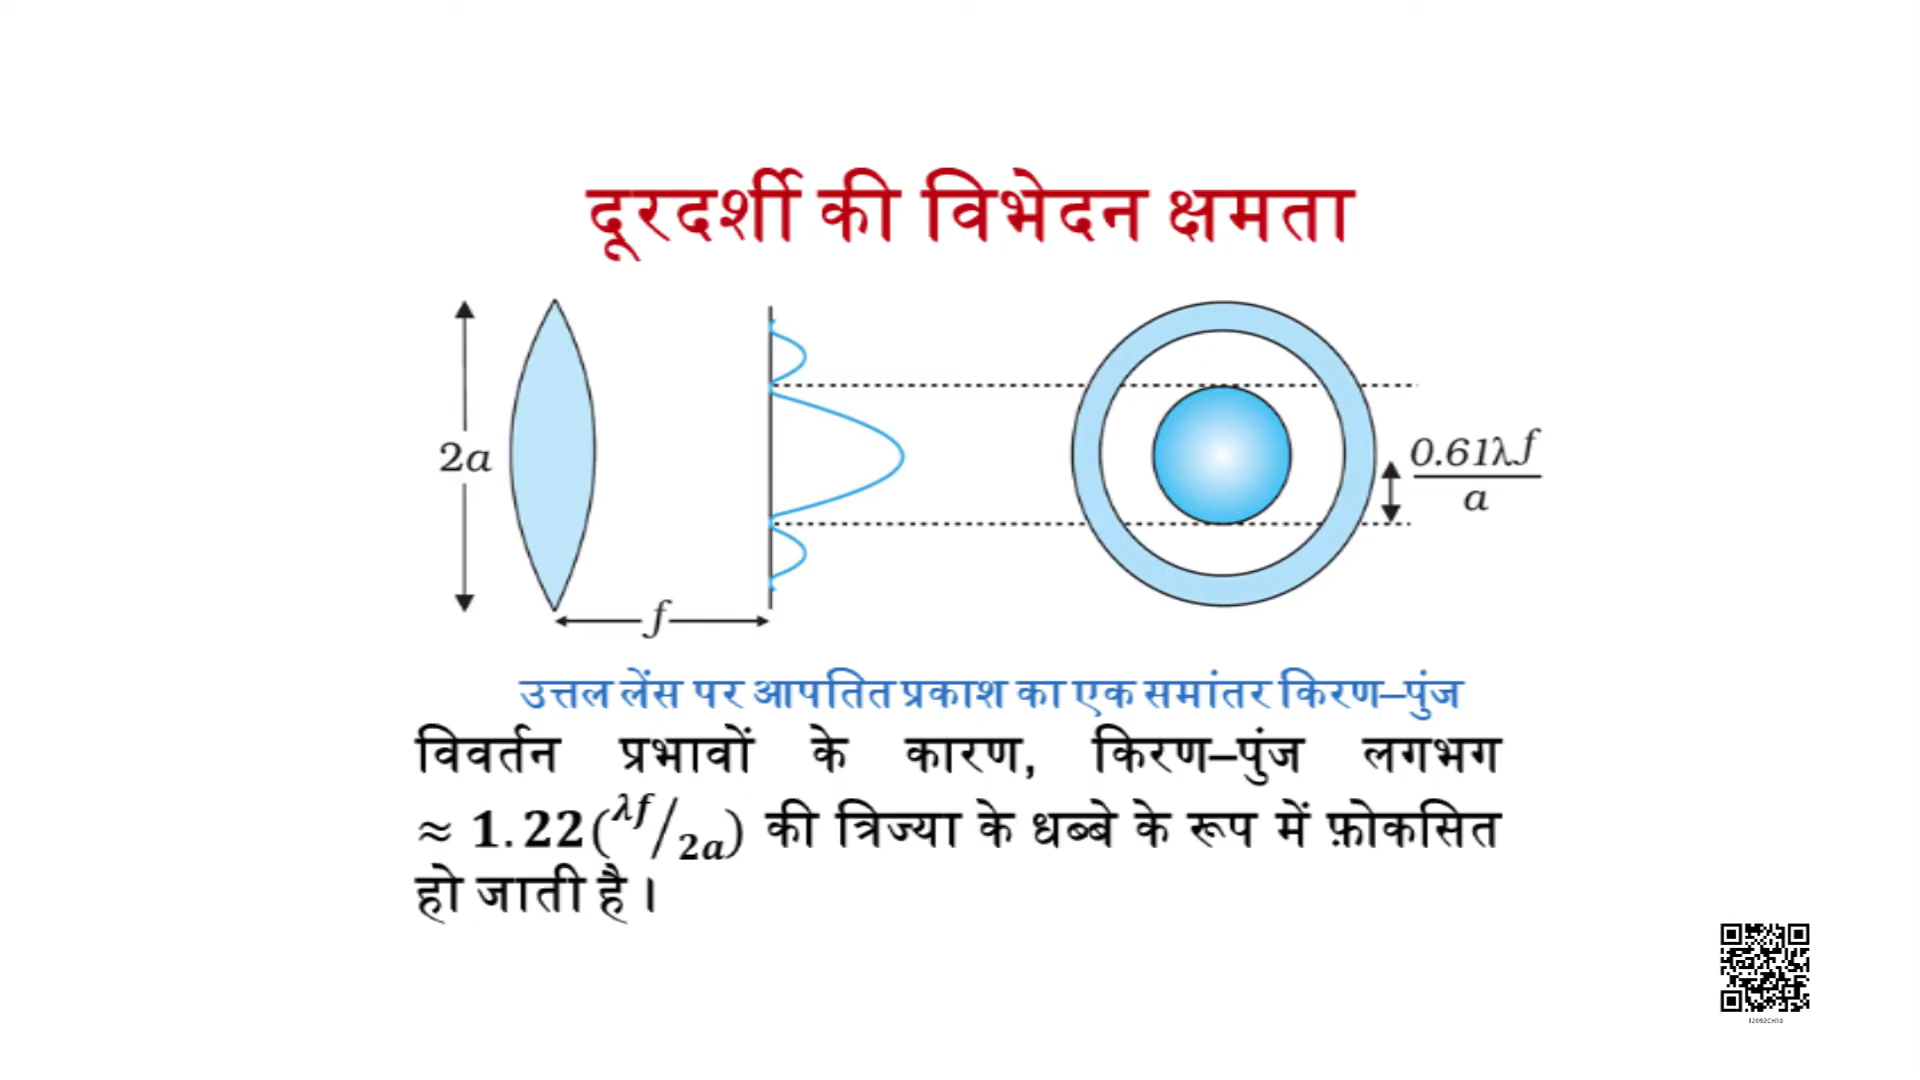 दूरदर्शी की विभेदन क्षमता
2a
f
0.61λf
a
उत्तल लेंस पर आपतित प्रकाश का एक समांतर किरण–पुंज
विवर्तन प्रभावों के कारण, किरण–पुंज लगभग
≈ 1.22(λf/2a) की त्रिज्या के धब्बे के रूप में फ़ोकसित
हो जाती है।